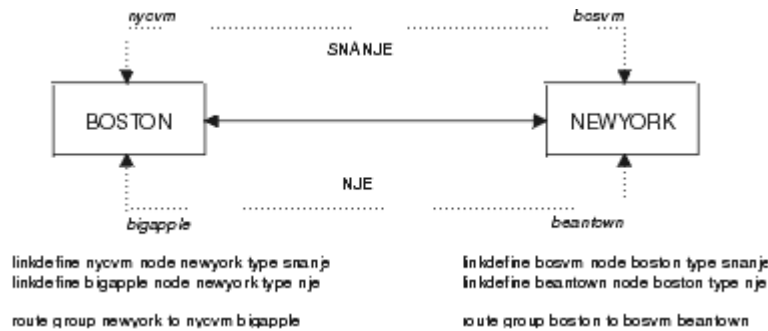 nycvm
bosvm
SNANJE
BOSTON
NEWYORK
NJE
bigapple
beantown
linkdefine nycvm node newyork type snanje
linkdefine bigapple node newyork type nje
route group newyork to nycvm bigapple
linkdefine bosvm node boston type snanje
linkdefine beantown node boston type nje
route group boston to bosvm beantown